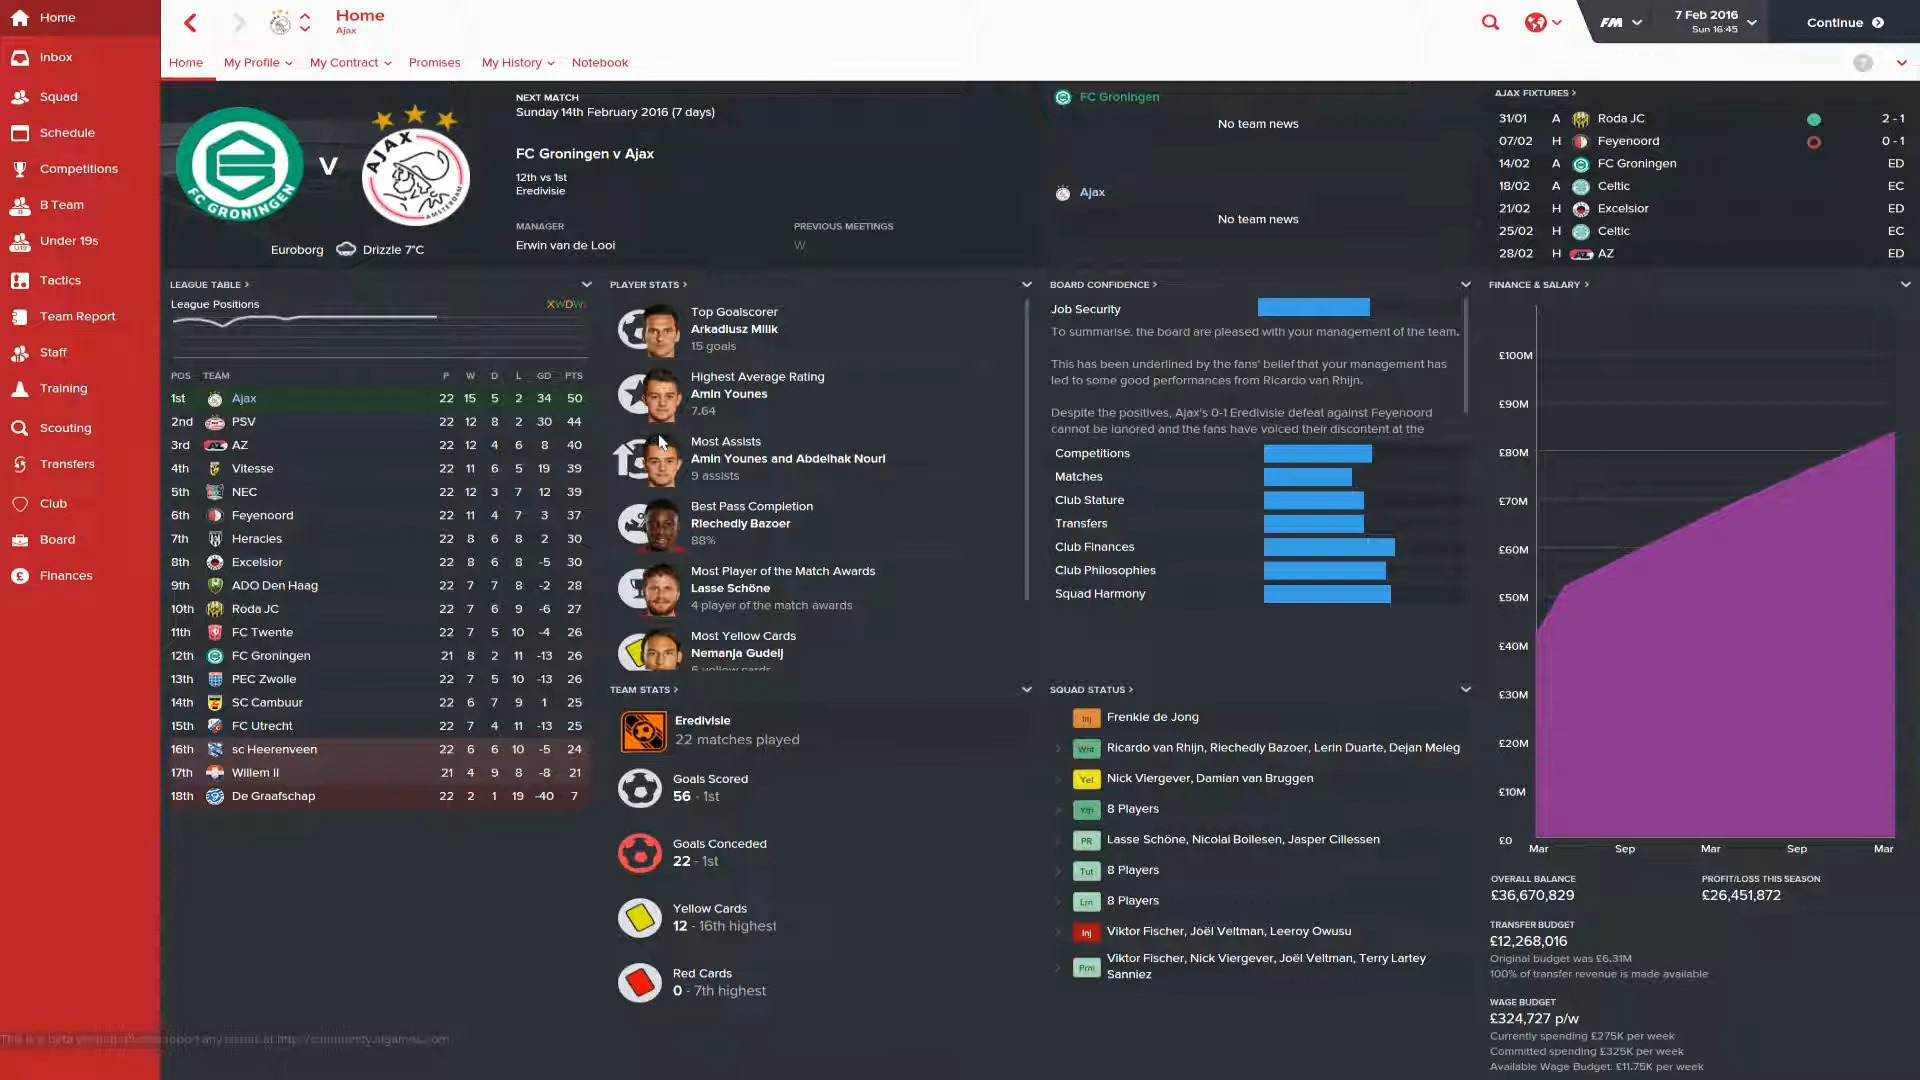 Home
Inbox
Squad
Schedule
Competitions
B Team
Under 19s
Tactics
Team Report
Staff
Training
Scouting
Transfers
Club
Board
Finances
Home
Ajax
FM
7 Feb 2016
Sun 16:45
Continue
Home My Profile My Contract Promises My History Notebook
FC GRONINGEN
V
AJAX
AMSTERDAM
Euroborg Drizzle 7°C
NEXT MATCH
Sunday 14th February 2016 (7 days)
FC Groningen v Ajax
12th vs 1st
Eredivisie
MANAGER
Erwin van de Looi
PREVIOUS MEETINGS
W
FC Groningen
No team news
Ajax
No team news
AJAX FIXTURES >
31/01 A Roda JC 2 - 1
07/02 H Feyenoord 0 - 1
14/02 A FC Groningen ED
18/02 A Celtic EC
21/02 H Excelsior ED
25/02 H Celtic EC
28/02 H AZ ED
LEAGUE TABLE >
League Positions XWDW
POS TEAM P W D L GD PTS
1st Ajax 22 15 5 2 34 50
2nd PSV 22 12 8 2 30 44
3rd AZ 22 12 4 6 8 40
4th Vitesse 22 11 6 5 19 39
5th NEC 22 12 3 7 12 39
6th Feyenoord 22 11 4 7 3 37
7th Heracles 22 8 6 8 2 30
8th Excelsior 22 8 6 8 -5 30
9th ADO Den Haag 22 7 7 8 -2 28
10th Roda JC 22 7 6 9 -6 27
11th FC Twente 22 7 5 10 -4 26
12th FC Groningen 21 8 2 11 -13 26
13th PEC Zwolle 22 7 5 10 -13 26
14th SC Cambuur 22 6 7 9 1 25
15th FC Utrecht 22 7 4 11 -13 25
16th sc Heerenveen 22 6 6 10 -5 24
17th Willem II 21 4 9 8 -8 21
18th De Graafschap 22 2 1 19 -40 7
PLAYER STATS >
Top Goalscorer
Arkadiusz Milik
15 goals
Highest Average Rating
Amin Younes
7.64
Most Assists
Amin Younes and Abdelhak Nouri
9 assists
Best Pass Completion
Riechedly Bazoer
88%
Most Player of the Match Awards
Lasse Schöne
4 player of the match awards
Most Yellow Cards
Nemanja Gudelj
6 yellow cards
TEAM STATS >
Eredivisie
22 matches played
Goals Scored
56 - 1st
Goals Conceded
22 - 1st
Yellow Cards
12 - 16th highest
Red Cards
0 - 7th highest
BOARD CONFIDENCE >
Job Security
To summarise, the board are pleased with your management of the team.
This has been underlined by the fans' belief that your management has
led to some good performances from Ricardo van Rhijn.
Despite the positives, Ajax's 0-1 Eredivisie defeat against Feyenoord
cannot be ignored and the fans have voiced their discontent at the
Competitions
Matches
Club Stature
Transfers
Club Finances
Club Philosophies
Squad Harmony
SQUAD STATUS >
Inj Frenkie de Jong
Wnt Ricardo van Rhijn, Riechedly Bazoer, Lerin Duarte, Dejan Meleg
Yel Nick Viergever, Damian van Bruggen
Yth 8 Players
PR Lasse Schöne, Nicolai Boilesen, Jasper Cillessen
Tut 8 Players
Lrn 8 Players
Inj Viktor Fischer, Joël Veltman, Leeroy Owusu
Prm Viktor Fischer, Nick Viergever, Joël Veltman, Terry Lartey
Sanniez
FINANCE & SALARY >
£100M
£90M
£80M
£70M
£60M
£50M
£40M
£30M
£20M
£10M
£0
Mar Sep Mar Sep Mar
OVERALL BALANCE
£36,670,829
PROFIT/LOSS THIS SEASON
£26,451,872
TRANSFER BUDGET
£12,268,016
Original budget was £6.31M
100% of transfer revenue is made available
WAGE BUDGET
£324,727 p/w
Currently spending £275K per week
Committed spending £325K per week
Available Wage Budget: £11.75K per week
This is a beta version, please report any issues at http://community.sigames.com